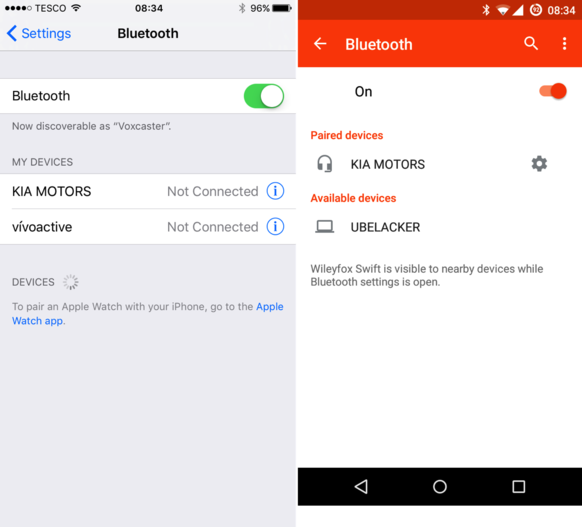 TESCO 08:34 96%
Settings Bluetooth
Bluetooth
Now discoverable as “Voxcaster”.
MY DEVICES
KIA MOTORS Not Connected i
vívoactive Not Connected i
DEVICES
To pair an Apple Watch with your iPhone, go to the Apple
Watch app.
92 08:34
Bluetooth
On
Paired devices
KIA MOTORS
Available devices
UBELACKER
Wileyfox Swift is visible to nearby devices while
Bluetooth settings is open.